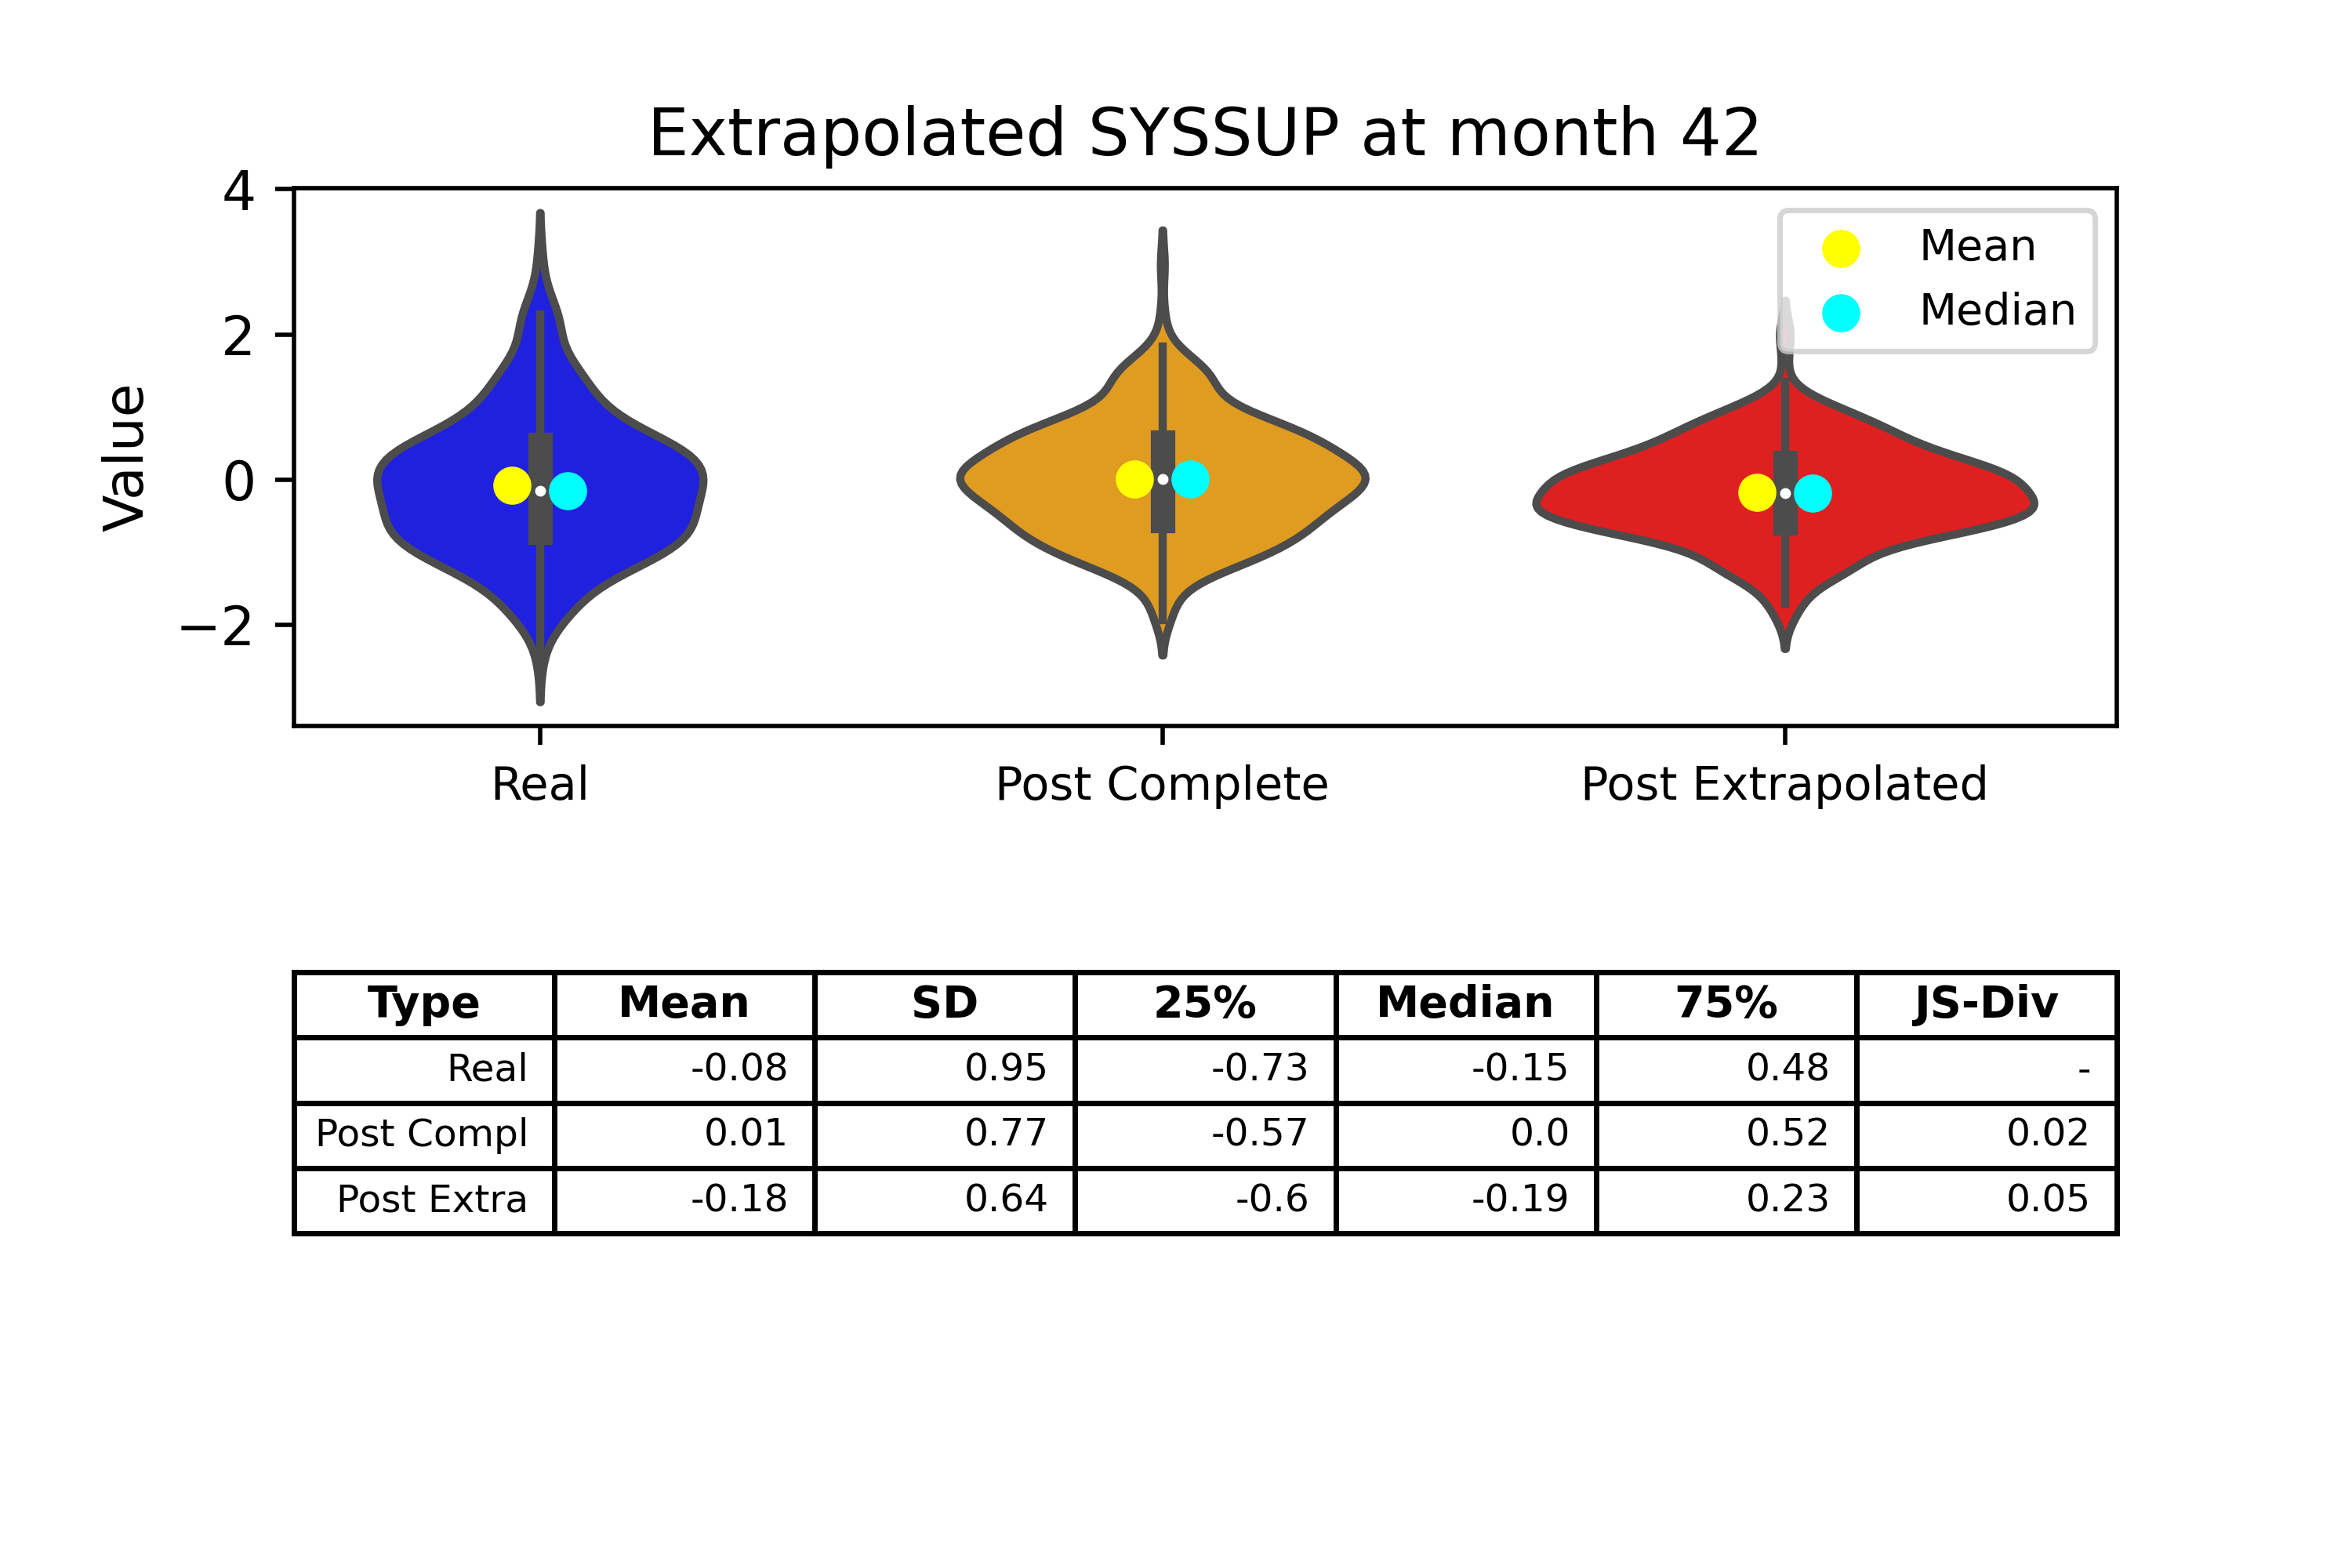 Extrapolated SYSSUP at month 42
4
2
0
−2
Value
Mean
Median
Real Post Complete Post Extrapolated
Type Mean SD 25% Median 75% JS-Div
Real -0.08 0.95 -0.73 -0.15 0.48 -
Post Compl 0.01 0.77 -0.57 0.0 0.52 0.02
Post Extra -0.18 0.64 -0.6 -0.19 0.23 0.05